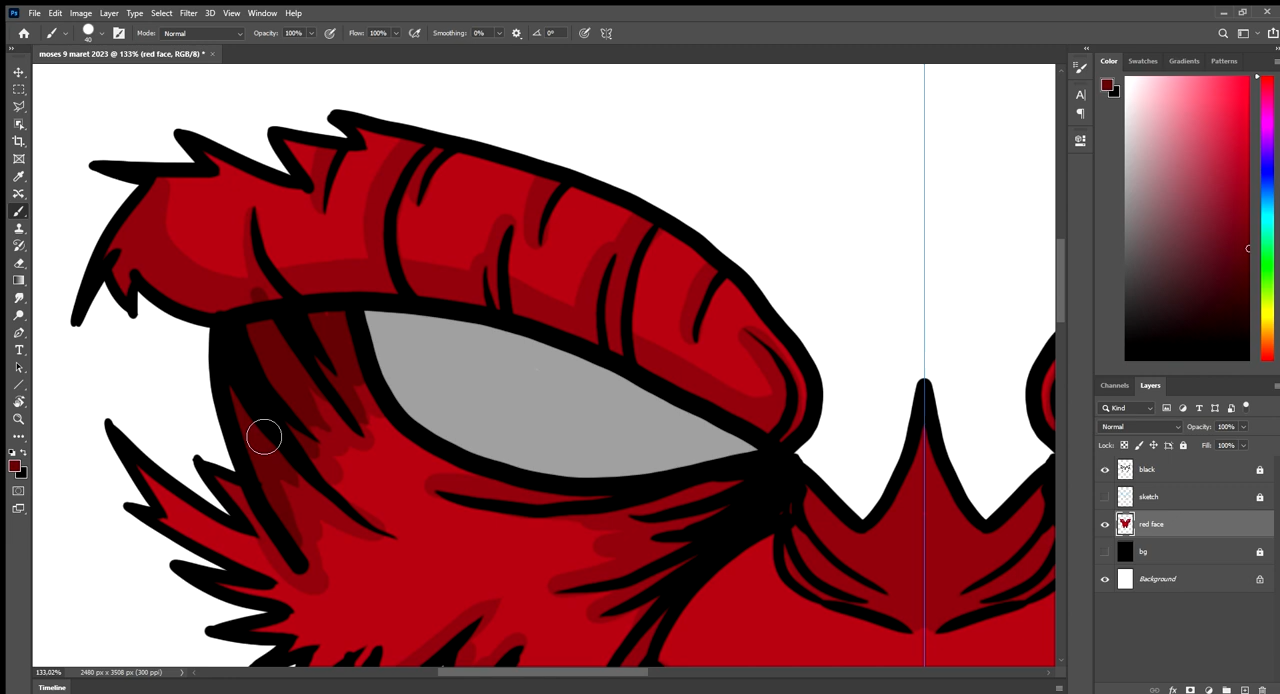 Ps File Edit Image Layer Type Select Filter 3D View Window Help
40 Mode: Normal Opacity: 100% Flow: 100% Smoothing: 0% 0°
moses 9 maret 2023 @ 133% (red face, RGB/8) * ×
Color Swatches Gradients Patterns
Channels Layers
Kind
Normal Opacity: 100%
Lock: Fill: 100%
black
sketch
red face
bg
Background
fx
133,02% 2480 px x 3508 px (300 ppi)
Timeline